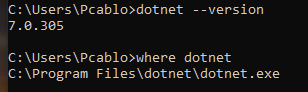 C:\Users\Pcablo>dotnet --version
7.0.305
C:\Users\Pcablo>where dotnet
C:\Program Files\dotnet\dotnet.exe